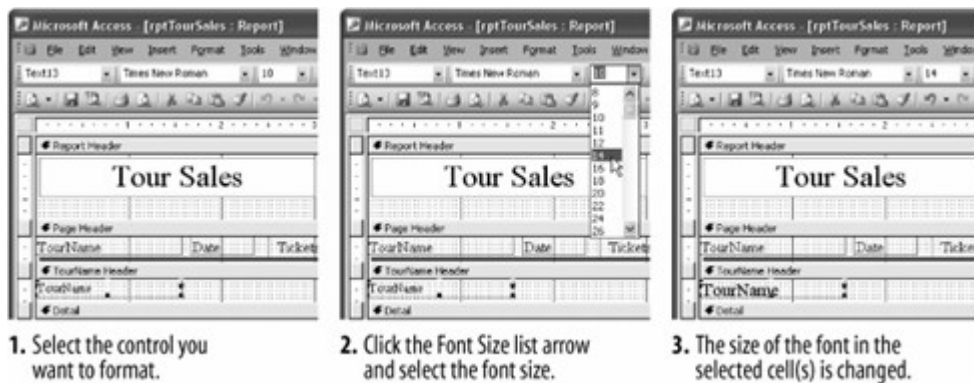 Microsoft Access - [rptTourSales : Report]
File Edit View Insert Format Tools Window
Text13 Times New Roman 10
Report Header
Tour Sales
Page Header
TourName Date Tickets
TourName Header
TourName
Detail
1. Select the control you
want to format.
Microsoft Access - [rptTourSales : Report]
File Edit View Insert Format Tools Window
Text13 Times New Roman 10
8
9
10
11
12
14
16
18
20
22
24
26
Report Header
Tour Sales
Page Header
TourName Date Ticket
TourName Header
TourName
Detail
2. Click the Font Size list arrow
and select the font size.
Microsoft Access - [rptTourSales : Report]
File Edit View Insert Format Tools Window
Text13 Times New Roman 14
Report Header
Tour Sales
Page Header
TourName Date Ticket
TourName Header
TourName
Detail
3. The size of the font in the
selected cell(s) is changed.